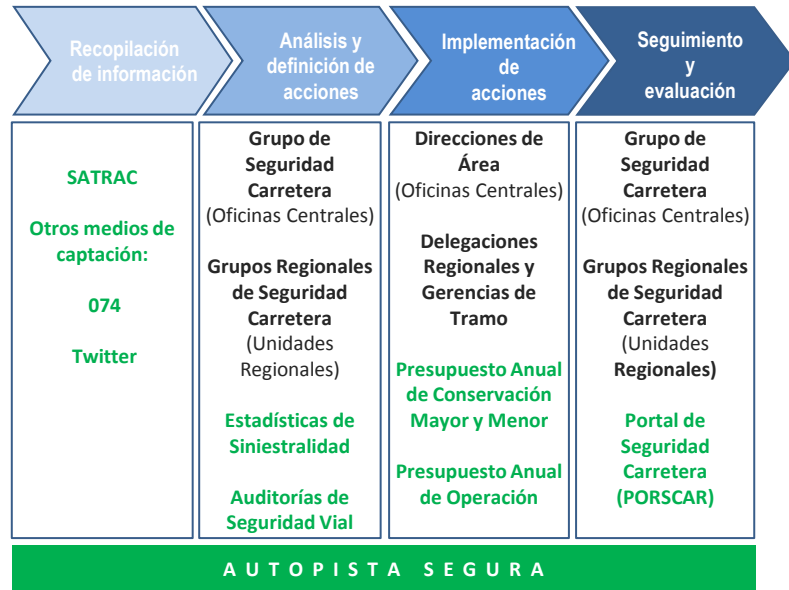 Recopilación
de información
Análisis y
definición de
acciones
Implementación
de
acciones
Seguimiento
y
evaluación
SATRAC
Otros medios de
captación:
074
Twitter
Grupo de
Seguridad
Carretera
(Oficinas Centrales)
Grupos Regionales
de Seguridad
Carretera
(Unidades
Regionales)
Estadísticas de
Siniestralidad
Auditorías de
Seguridad Vial
Direcciones de
Área
(Oficinas Centrales)
Delegaciones
Regionales y
Gerencias de
Tramo
Presupuesto Anual
de Conservación
Mayor y Menor
Presupuesto Anual
de Operación
Grupo de
Seguridad
Carretera
(Oficinas Centrales)
Grupos Regionales
de Seguridad
Carretera
(Unidades
Regionales)
Portal de
Seguridad
Carretera
(PORSCAR)
AUTOPISTA SEGURA